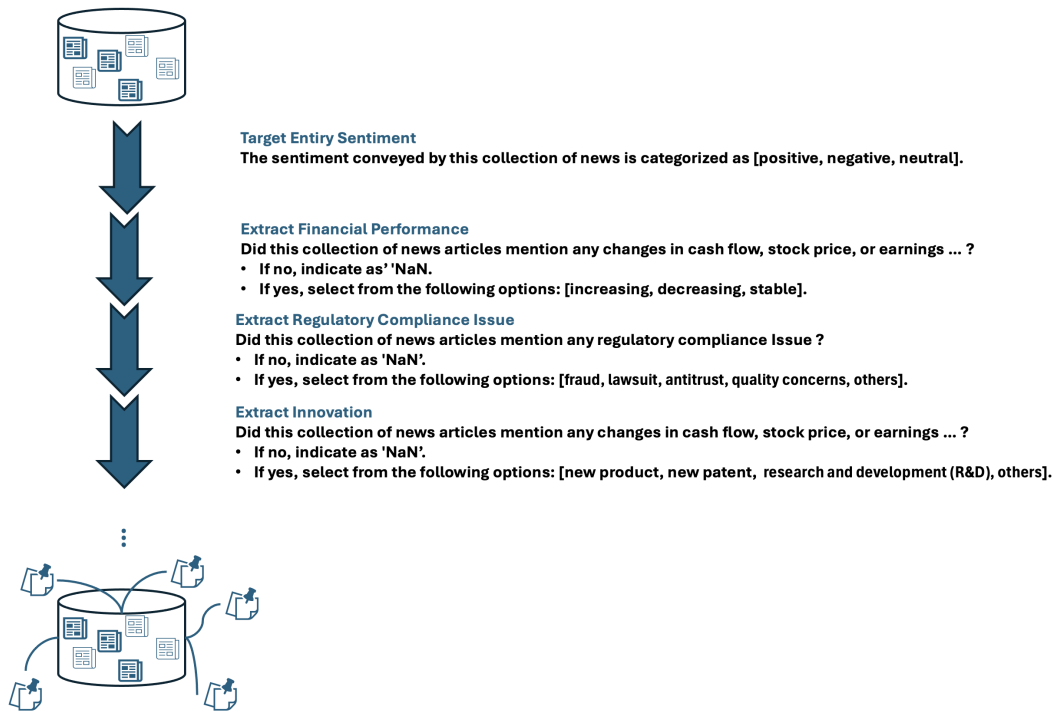 Target Entiry Sentiment
The sentiment conveyed by this collection of news is categorized as [positive, negative, neutral].
Extract Financial Performance
Did this collection of news articles mention any changes in cash flow, stock price, or earnings ... ?
• If no, indicate as’ 'NaN.
• If yes, select from the following options: [increasing, decreasing, stable].
Extract Regulatory Compliance Issue
Did this collection of news articles mention any regulatory compliance Issue ?
• If no, indicate as 'NaN’.
• If yes, select from the following options: [fraud, lawsuit, antitrust, quality concerns, others].
Extract Innovation
Did this collection of news articles mention any changes in cash flow, stock price, or earnings ... ?
• If no, indicate as 'NaN’.
• If yes, select from the following options: [new product, new patent, research and development (R&D), others].